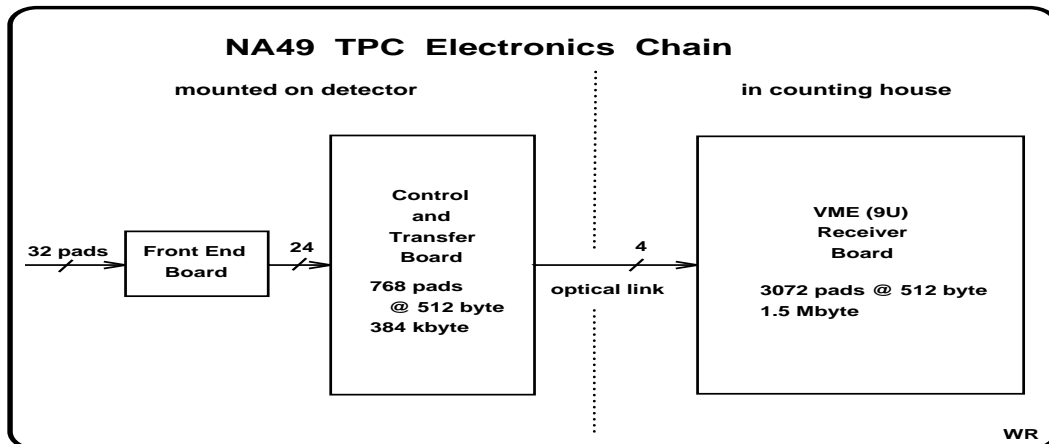 NA49 TPC Electronics Chain
mounted on detector
in counting house
32 pads
Front End
Board
24
Control
and
Transfer
Board
768 pads
@ 512 byte
384 kbyte
4
optical link
VME (9U)
Receiver
Board
3072 pads @ 512 byte
1.5 Mbyte
WR